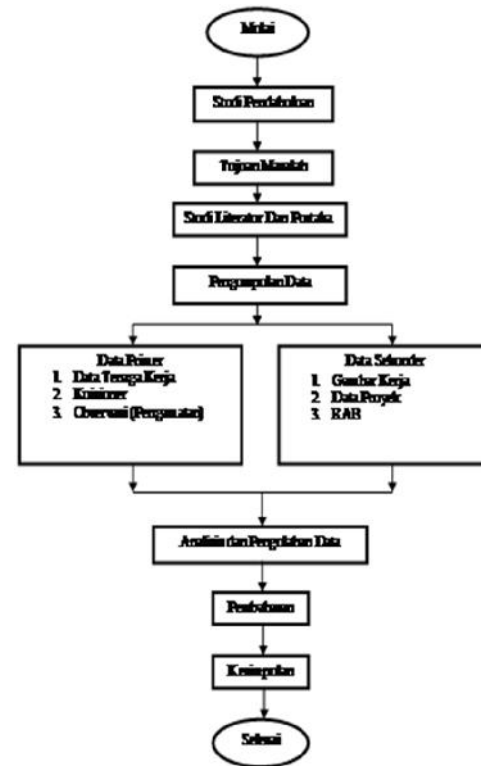 Mulai
Studi Pendahuluan
Tujuan Masalah
Studi Literatur Dan Pustaka
Pengumpulan Data
Data Primer
1. Data Tenaga Kerja
2. Kuisioner
3. Observasi (Pengamatan)
Data Sekunder
1. Gambar Kerja
2. Data Proyek
3. RAB
Analisis dan Pengolahan Data
Pembahasan
Kesimpulan
Selesai